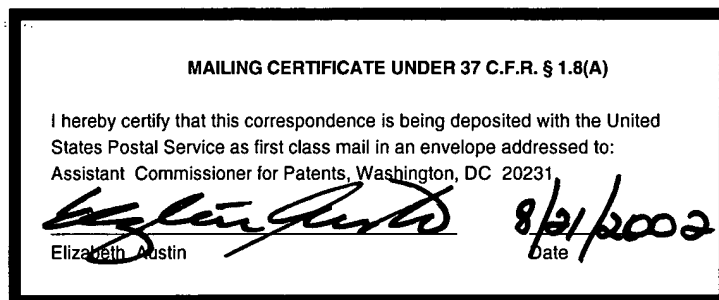 MAILING CERTIFICATE UNDER 37 C.F.R. § 1.8(A)
I hereby certify that this correspondence is being deposited with the United
States Postal Service as first class mail in an envelope addressed to:
Assistant Commissioner for Patents, Washington, DC 20231
8/21/2002
Elizabeth Austin Date